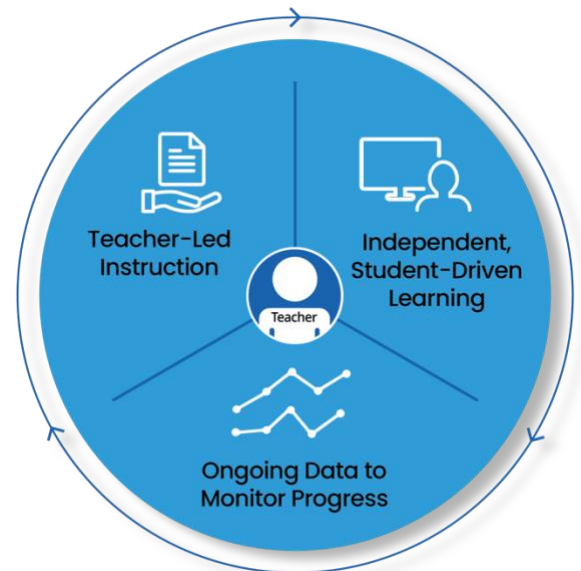 Teacher-Led
Instruction
Independent,
Student-Driven
Learning
Teacher
Ongoing Data to
Monitor Progress